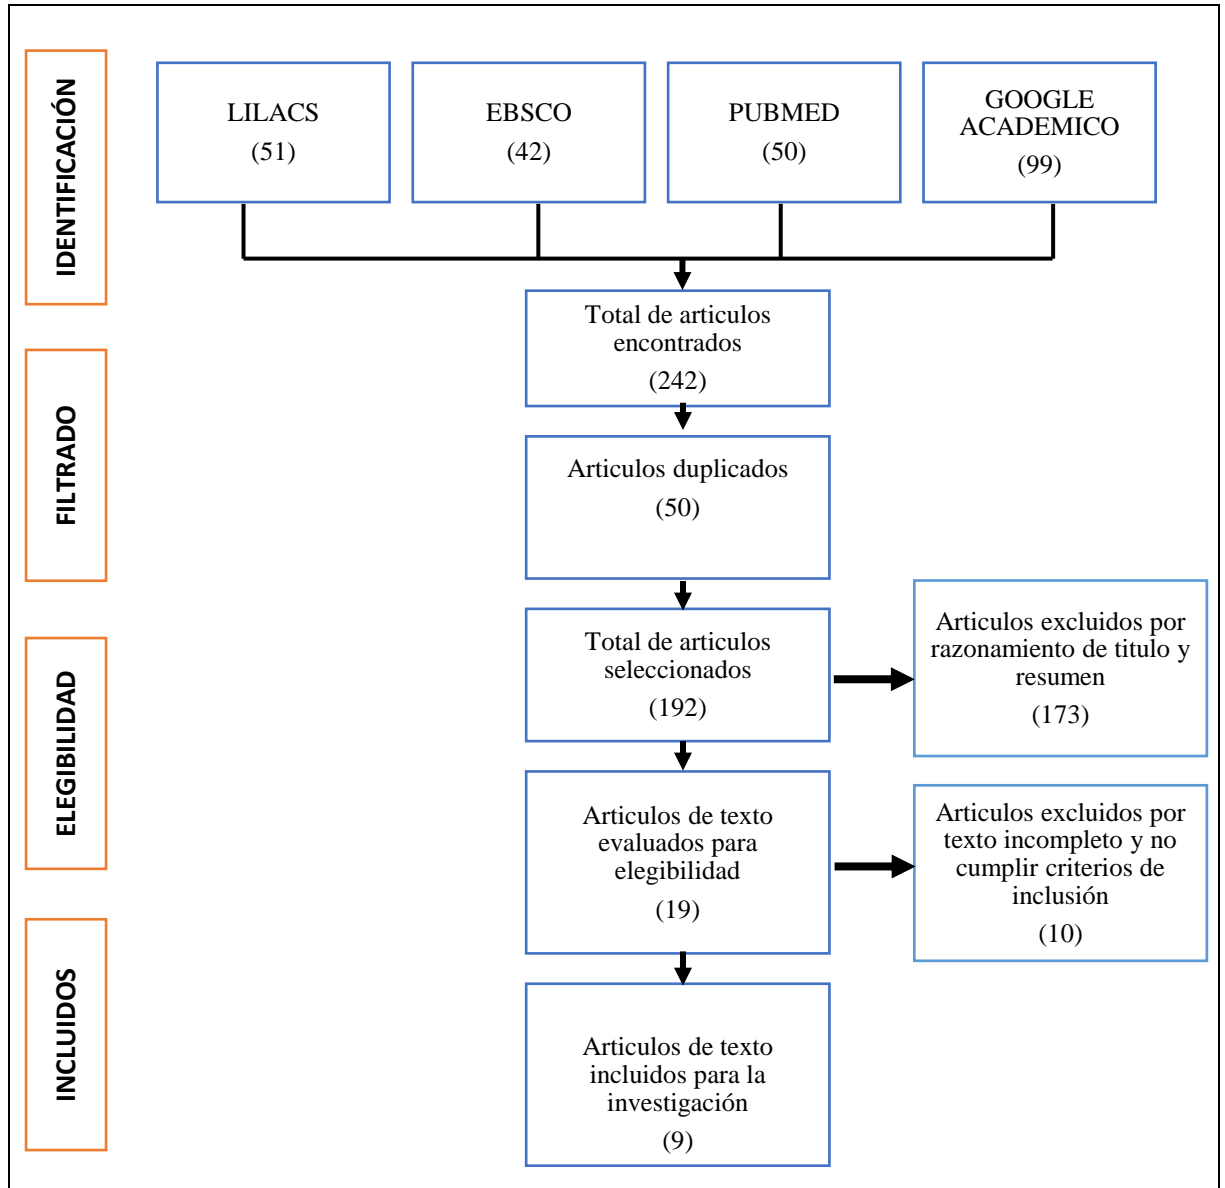 IDENTIFICACIÓN
LILACS
(51)
EBSCO
(42)
PUBMED
(50)
GOOGLE
ACADEMICO
(99)
Total de articulos
encontrados
(242)
FILTRADO
Articulos duplicados
(50)
ELEGIBILIDAD
Total de articulos
seleccionados
(192)
Articulos excluidos por
razonamiento de titulo y
resumen
(173)
Articulos de texto
evaluados para
elegibilidad
(19)
Articulos excluidos por
texto incompleto y no
cumplir criterios de
inclusión
(10)
INCLUIDOS
Articulos de texto
incluidos para la
investigación
(9)